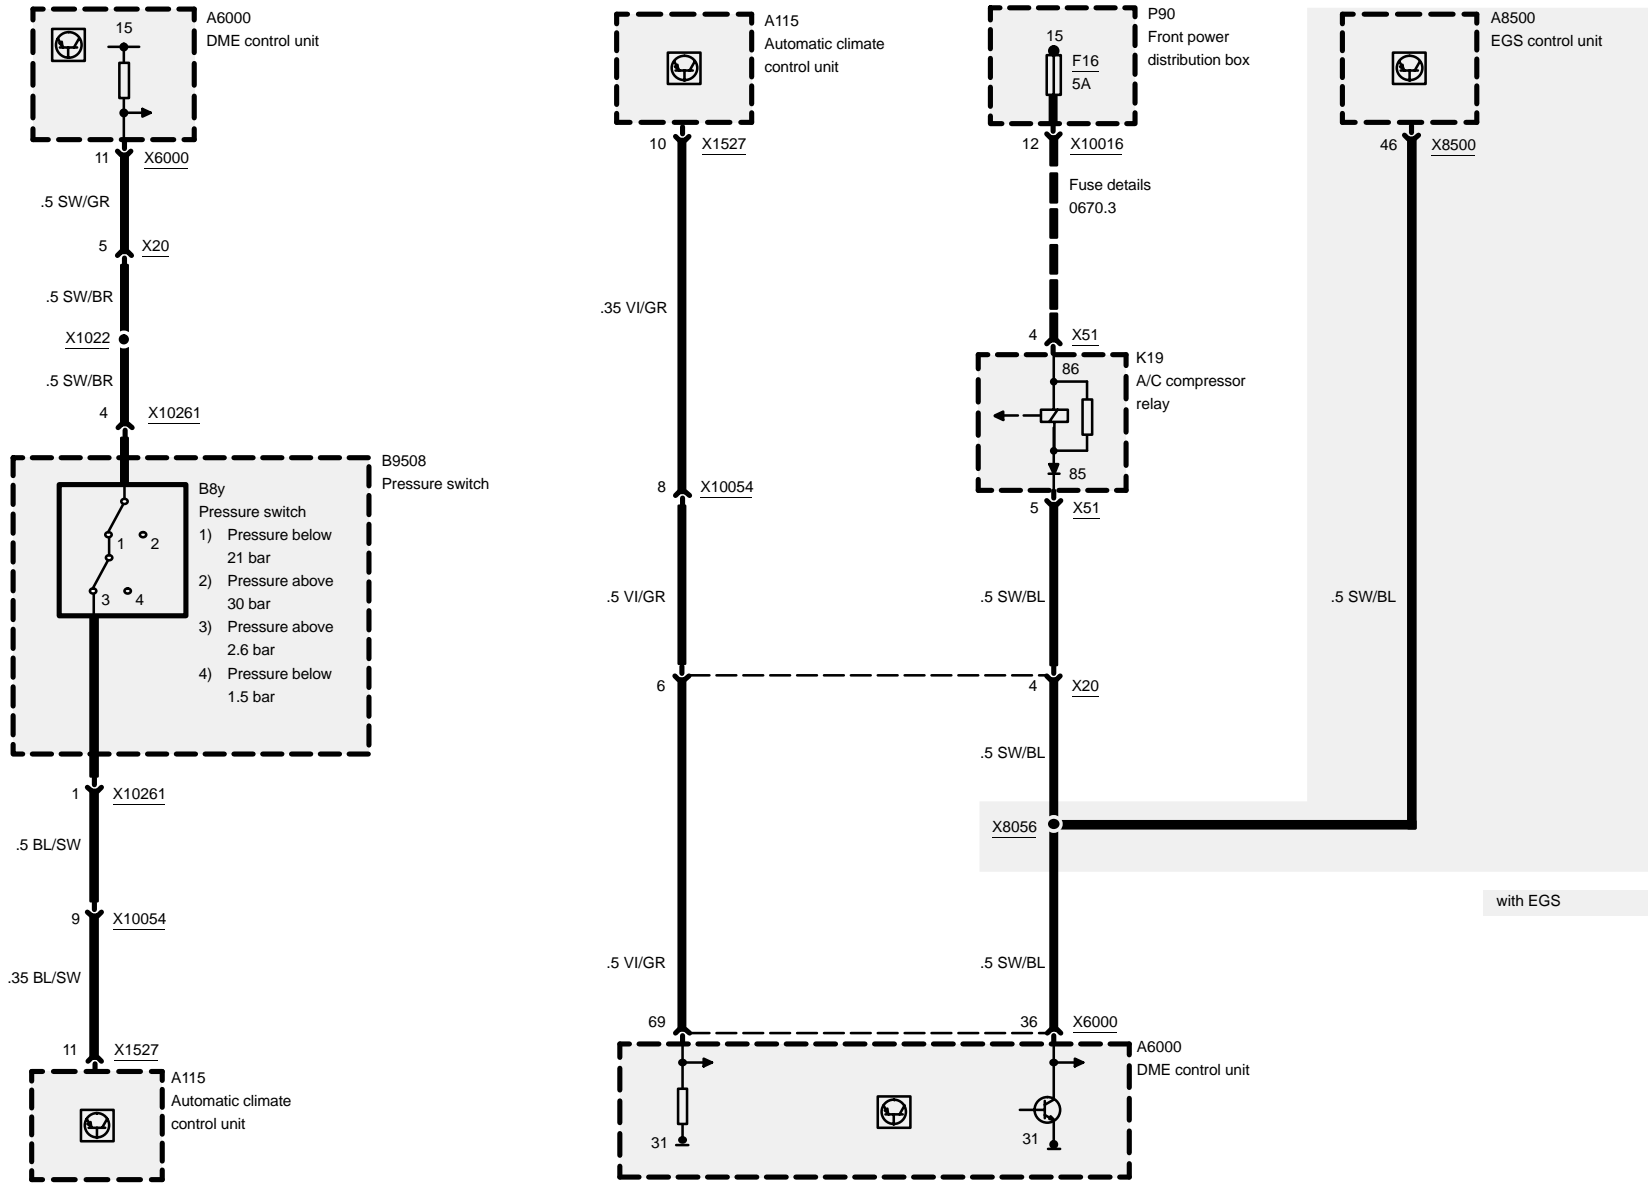 A6000
DME control unit
15
11 X6000
.5 SW/GR
5 X20
.5 SW/BR
X1022
.5 SW/BR
4 X10261
B9508
Pressure switch
B8y
Pressure switch
1) Pressure below
21 bar
2) Pressure above
30 bar
3) Pressure above
2.6 bar
4) Pressure below
1.5 bar
1 2
3 4
1 X10261
.5 BL/SW
9 X10054
.35 BL/SW
11 X1527
A115
Automatic climate
control unit
A115
Automatic climate
control unit
10 X1527
.35 VI/GR
8 X10054
.5 VI/GR
6
.5 VI/GR
69
31
P90
Front power
distribution box
15
F16
5A
12 X10016
Fuse details
0670.3
4 X51
K19
A/C compressor
relay
86
85
5 X51
.5 SW/BL
4 X20
.5 SW/BL
X8056
.5 SW/BL
36 X6000
A6000
DME control unit
31
A8500
EGS control unit
46 X8500
.5 SW/BL
with EGS